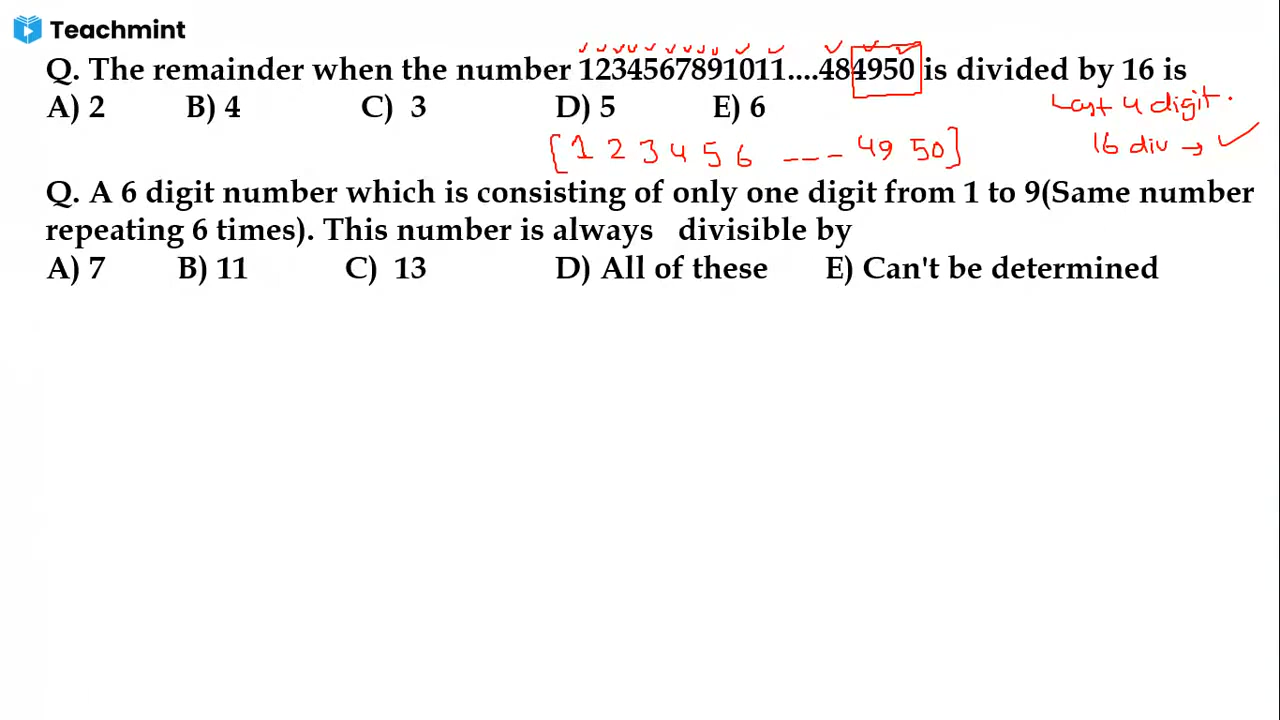 Teachmint
Q. The remainder when the number 1234567891011....484950 is divided by 16 is
A) 2 B) 4 C) 3 D) 5 E) 6
Last 4 digit.
[1 2 3 4 5 6 --- 49 50]
16 div → ✓
Q. A 6 digit number which is consisting of only one digit from 1 to 9(Same number
repeating 6 times). This number is always divisible by
A) 7 B) 11 C) 13 D) All of these E) Can't be determined